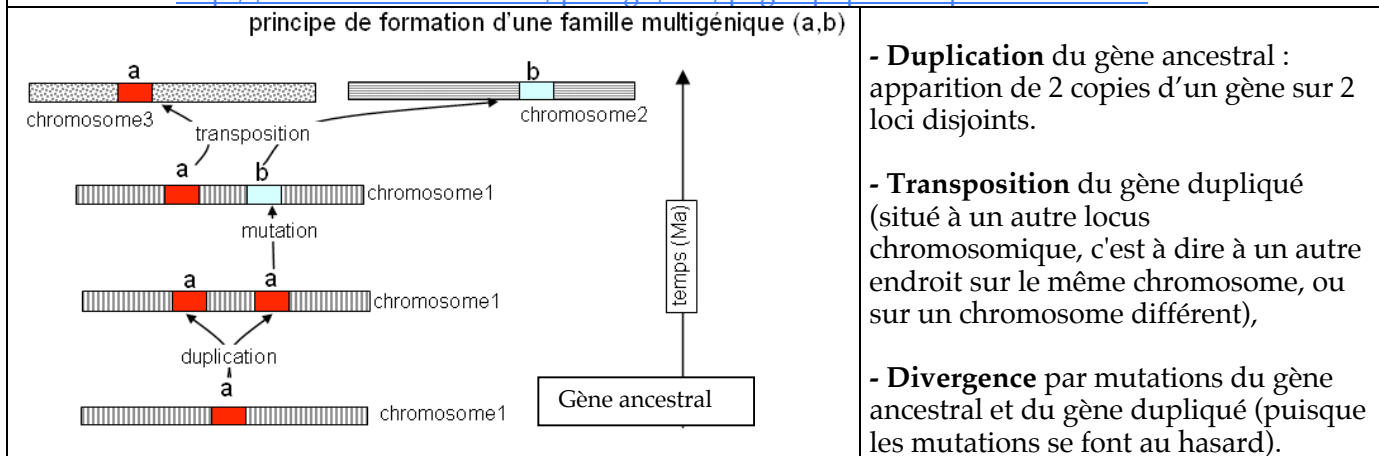 principe de formation d'une famille multigénique (a,b)
a
b
chromosome3
chromosome2
transposition
a
b
chromosome1
mutation
a
a
chromosome1
duplication
a
chromosome1
temps (Ma)
Gène ancestral
- Duplication du gène ancestral :
apparition de 2 copies d’un gène sur 2
loci disjoints.
- Transposition du gène dupliqué
(situé à un autre locus
chromosomique, c'est à dire à un autre
endroit sur le même chromosome, ou
sur un chromosome différent),
- Divergence par mutations du gène
ancestral et du gène dupliqué (puisque
les mutations se font au hasard).